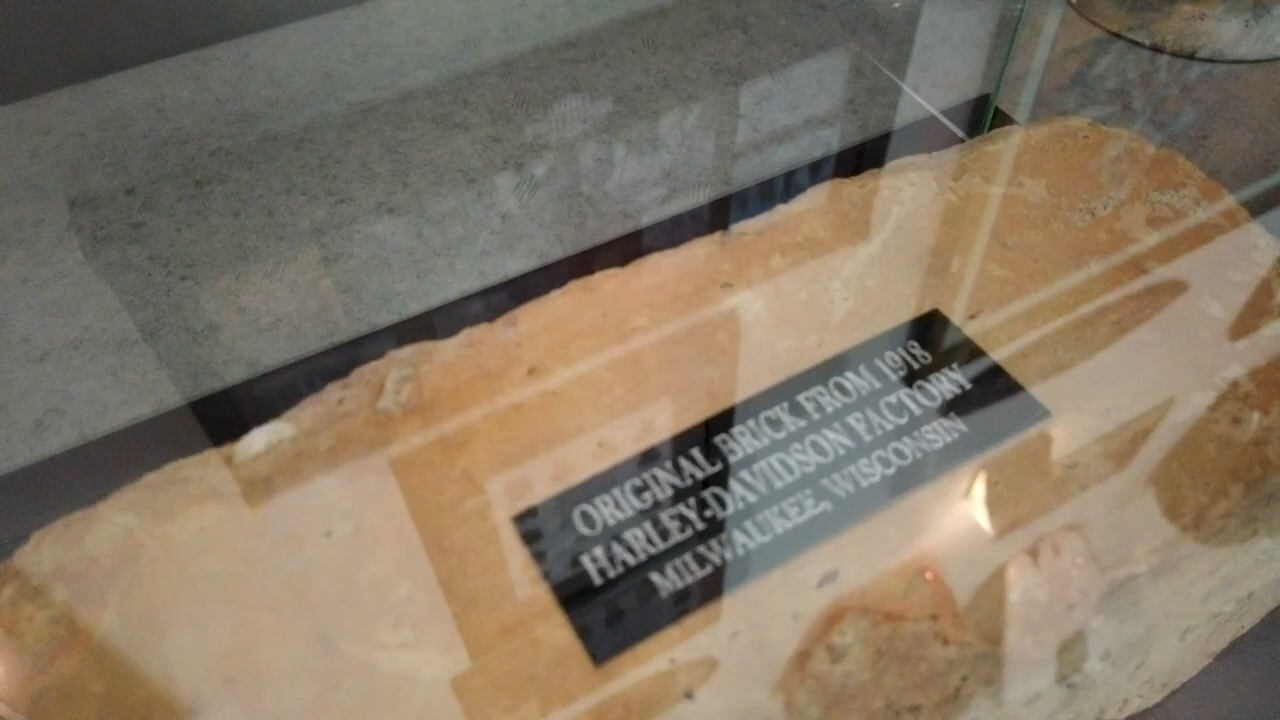 ORIGINAL BRICK FROM 1918
HARLEY-DAVIDSON FACTORY
MILWAUKEE, WISCONSIN